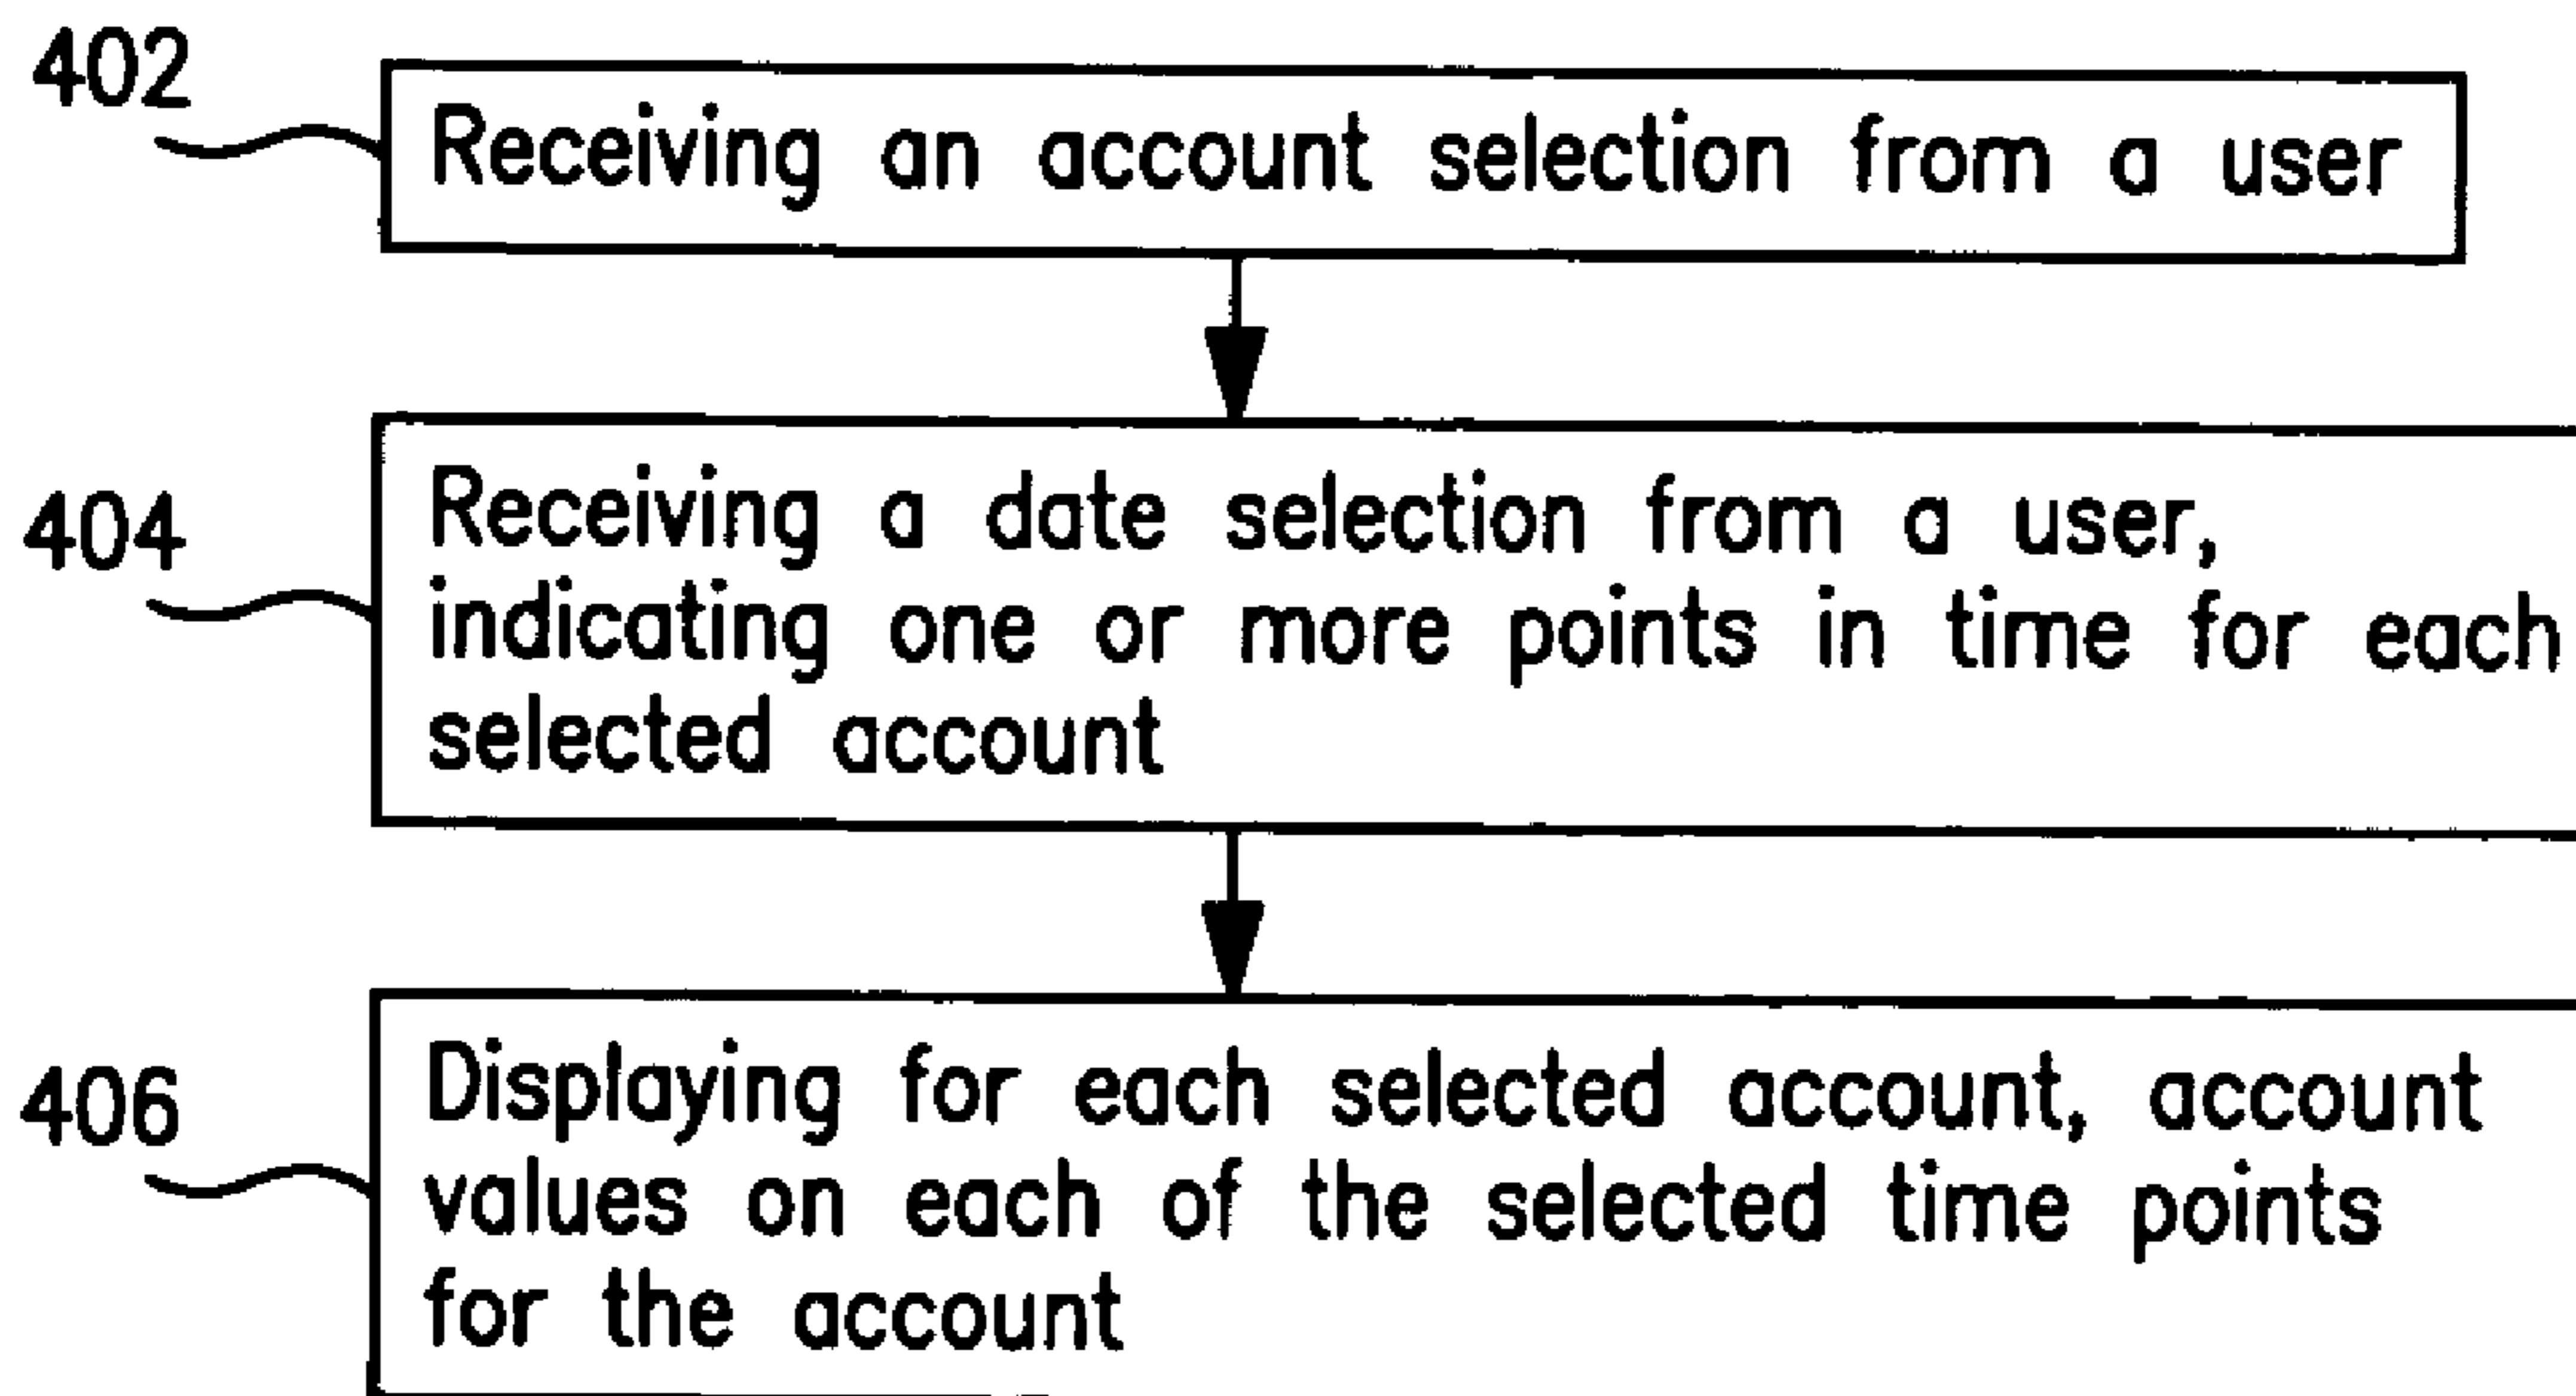 402
Receiving an account selection from a user
404
Receiving a date selection from a user,
indicating one or more points in time for each
selected account
406
Displaying for each selected account, account
values on each of the selected time points
for the account